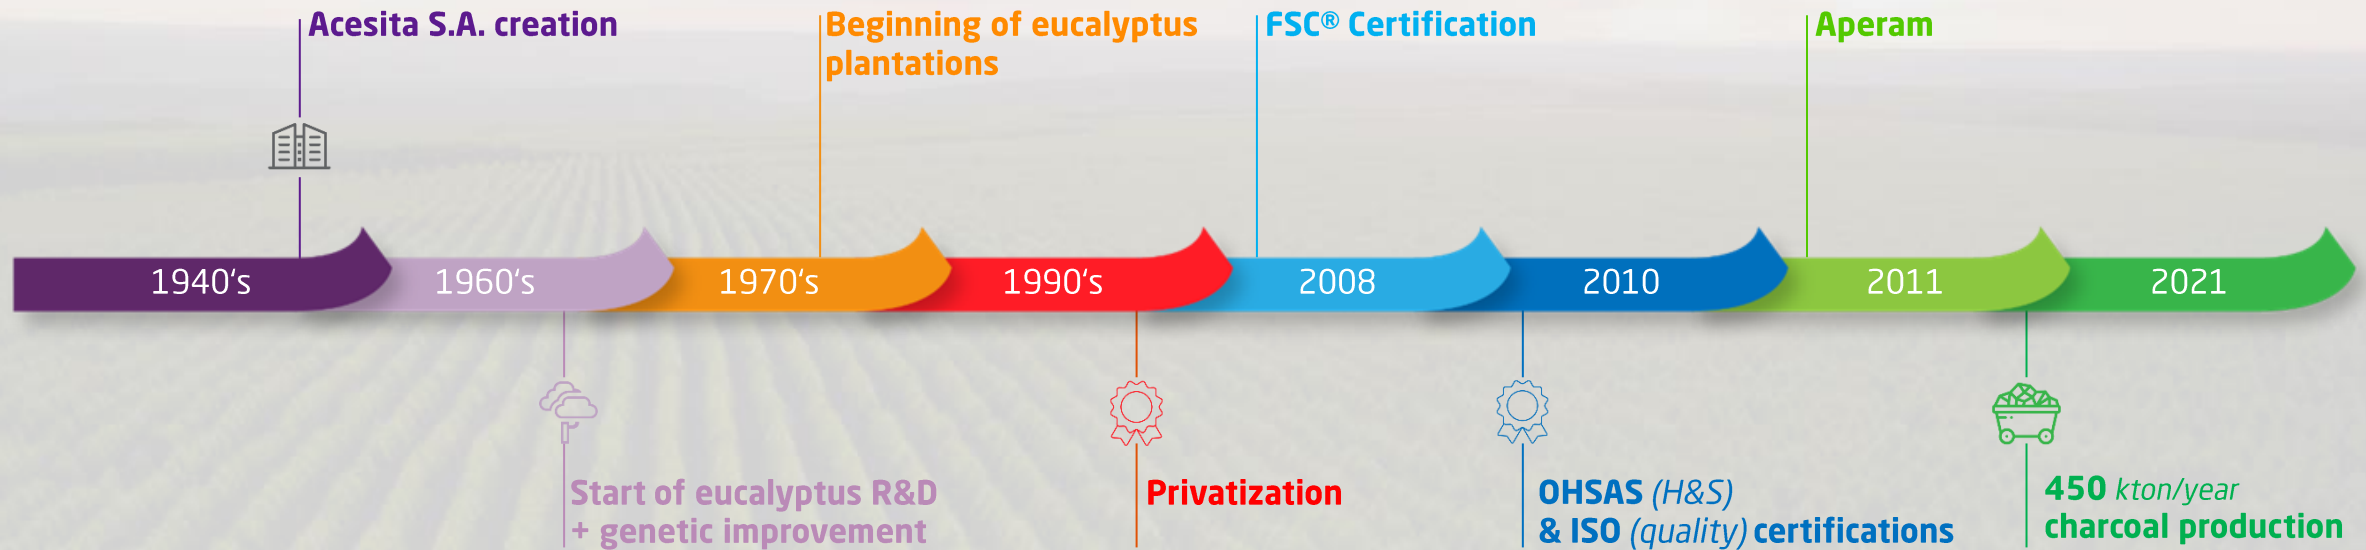 Acesita S.A. creation
Beginning of eucalyptus
plantations
FSC® Certification
Aperam
1940‘s
1960‘s
1970‘s
1990‘s
2008
2010
2011
2021
Start of eucalyptus R&D
+ genetic improvement
Privatization
OHSAS (H&S)
& ISO (quality) certifications
450 kton/year
charcoal production